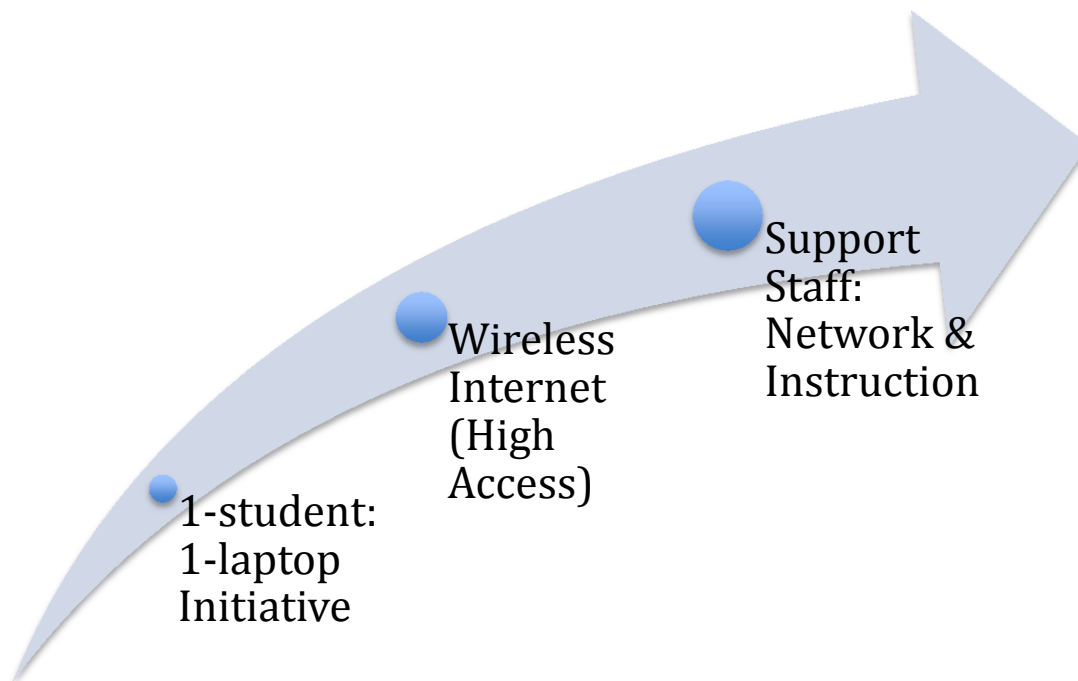 1-student:
1-laptop
Initiative
Wireless
Internet
(High
Access)
Support
Staff:
Network &
Instruction